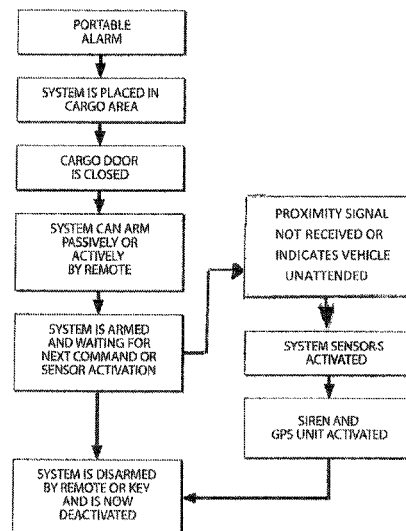 PORTABLE
ALARM
SYSTEM IS PLACED IN
CARGO AREA
CARGO DOOR
IS CLOSED
SYSTEM CAN ARM
PASSIVELY OR
ACTIVELY
BY REMOTE
SYSTEM IS ARMED
AND WAITING FOR
NEXT COMMAND OR
SENSOR ACTIVATION
PROXIMITY SIGNAL
NOT RECEIVED OR
INDICATES VEHICLE
UNATTENDED
SYSTEM SENSORS
ACTIVATED
SIREN AND
GPS UNIT ACTIVATED
SYSTEM IS DISARMED
BY REMOTE OR KEY
AND IS NOW
DEACTIVATED